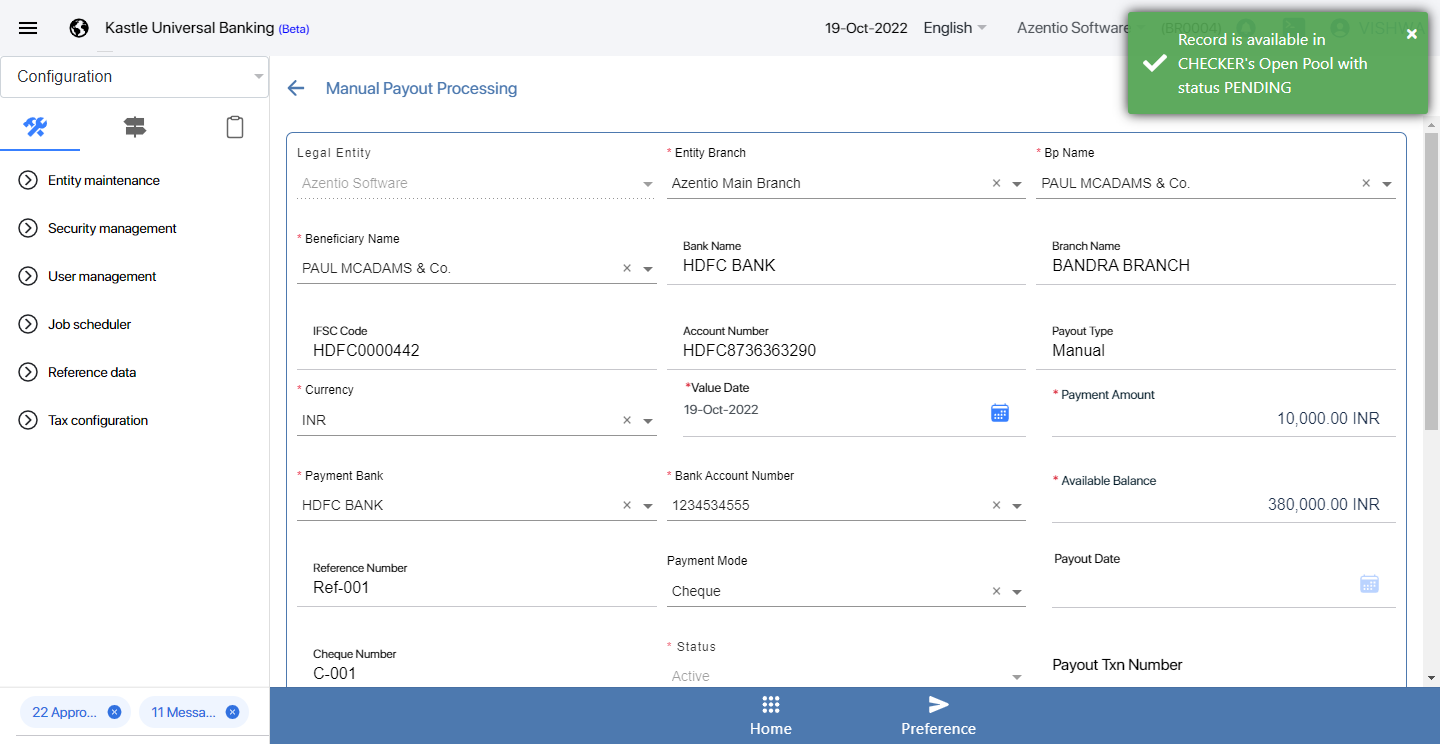 Kastle Universal Banking (Beta)
19-Oct-2022 English Azentio Software (BR0004) VISHWA
Record is available in
CHECKER's Open Pool with
status PENDING
Configuration
Manual Payout Processing
Entity maintenance
Security management
User management
Job scheduler
Reference data
Tax configuration
Legal Entity * Entity Branch * Bp Name
Azentio Software Azentio Main Branch PAUL MCADAMS & Co.
* Beneficiary Name Bank Name Branch Name
PAUL MCADAMS & Co. HDFC BANK BANDRA BRANCH
IFSC Code Account Number Payout Type
HDFC0000442 HDFC8736363290 Manual
* Currency *Value Date * Payment Amount
INR 19-Oct-2022 10,000.00 INR
* Payment Bank * Bank Account Number * Available Balance
HDFC BANK 1234534555 380,000.00 INR
Reference Number Payment Mode Payout Date
Ref-001 Cheque
Cheque Number * Status Payout Txn Number
C-001 Active
22 Appro... 11 Messa...
Home Preference